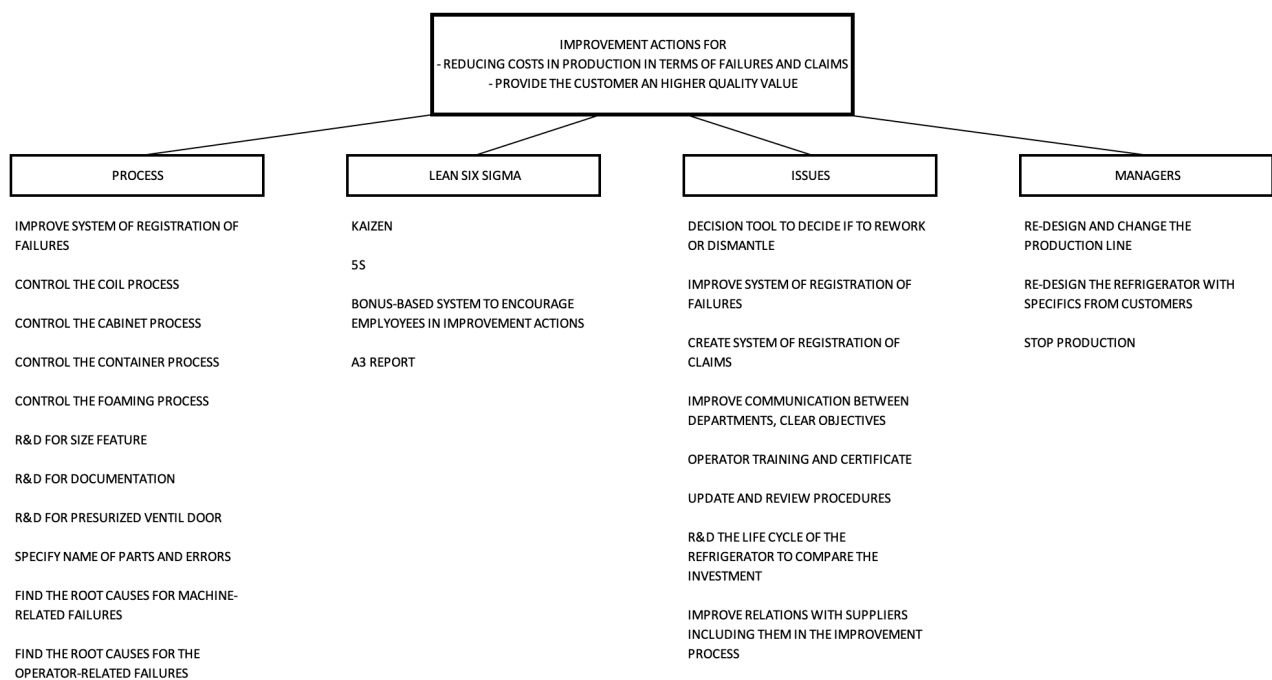 IMPROVEMENT ACTIONS FOR
- REDUCING COSTS IN PRODUCTION IN TERMS OF FAILURES AND CLAIMS
- PROVIDE THE CUSTOMER AN HIGHER QUALITY VALUE
PROCESS
IMPROVE SYSTEM OF REGISTRATION OF
FAILURES
CONTROL THE COIL PROCESS
CONTROL THE CABINET PROCESS
CONTROL THE CONTAINER PROCESS
CONTROL THE FOAMING PROCESS
R&D FOR SIZE FEATURE
R&D FOR DOCUMENTATION
R&D FOR PRESURIZED VENTIL DOOR
SPECIFY NAME OF PARTS AND ERRORS
FIND THE ROOT CAUSES FOR MACHINE-
RELATED FAILURES
FIND THE ROOT CAUSES FOR THE
OPERATOR-RELATED FAILURES
LEAN SIX SIGMA
KAIZEN
5S
BONUS-BASED SYSTEM TO ENCOURAGE
EMPLYOYEES IN IMPROVEMENT ACTIONS
A3 REPORT
ISSUES
DECISION TOOL TO DECIDE IF TO REWORK
OR DISMANTLE
IMPROVE SYSTEM OF REGISTRATION OF
FAILURES
CREATE SYSTEM OF REGISTRATION OF
CLAIMS
IMPROVE COMMUNICATION BETWEEN
DEPARTMENTS, CLEAR OBJECTIVES
OPERATOR TRAINING AND CERTIFICATE
UPDATE AND REVIEW PROCEDURES
R&D THE LIFE CYCLE OF THE
REFRIGERATOR TO COMPARE THE
INVESTMENT
IMPROVE RELATIONS WITH SUPPLIERS
INCLUDING THEM IN THE IMPROVEMENT
PROCESS
MANAGERS
RE-DESIGN AND CHANGE THE
PRODUCTION LINE
RE-DESIGN THE REFRIGERATOR WITH
SPECIFICS FROM CUSTOMERS
STOP PRODUCTION